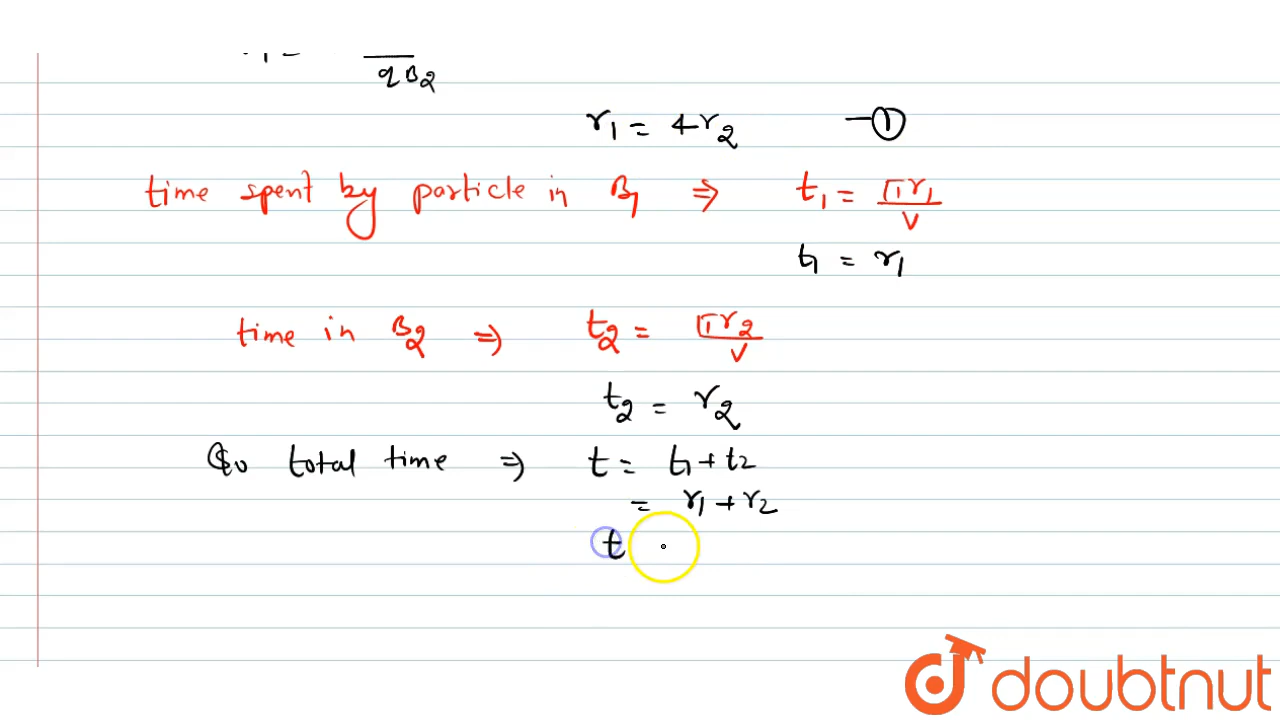 qB2
r1 = 4r2 —①
time spent by particle in B1 ⇒ t1 = πr1/v
t1 = r1
time in B2 ⇒ t2 = πr2/v
t2 = r2
So total time ⇒ t = t1 + t2
= r1 + r2
t
doubtnut